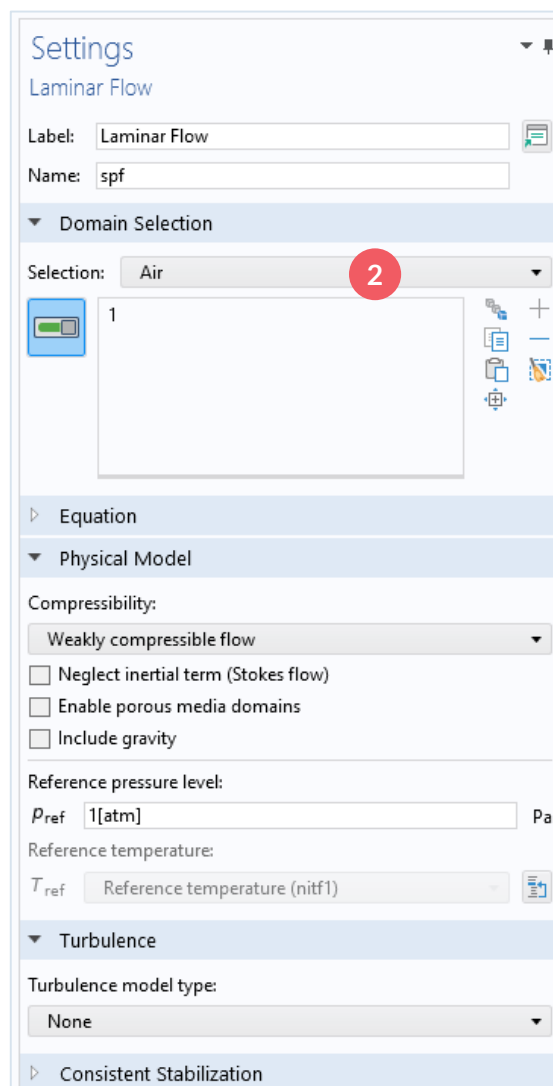 Settings
Laminar Flow
Label: Laminar Flow
Name: spf
Domain Selection
Selection: Air 2
1
Equation
Physical Model
Compressibility:
Weakly compressible flow
Neglect inertial term (Stokes flow)
Enable porous media domains
Include gravity
Reference pressure level:
pref 1[atm] Pa
Reference temperature:
Tref Reference temperature (nitf1)
Turbulence
Turbulence model type:
None
Consistent Stabilization